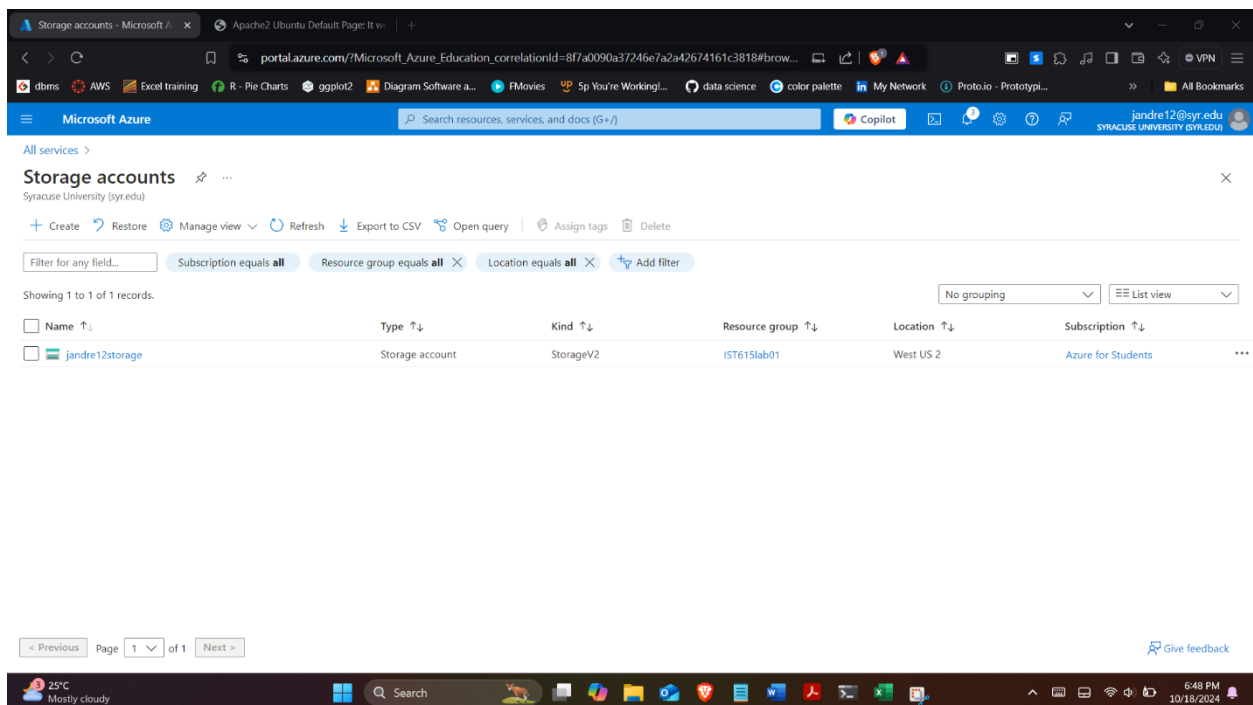 Storage accounts - Microsoft A
Apache2 Ubuntu Default Page: It wo
portal.azure.com/?Microsoft_Azure_Education_correlationId=8f7a0090a37246e7a2a42674161c3818#brow...
VPN
dbms AWS Excel training R - Pie Charts ggplot2 Diagram Software a... FMovies 5p You're Working!... data science color palette My Network Proto.io - Prototypi... » All Bookmarks
Microsoft Azure
Search resources, services, and docs (G+/)
Copilot
3
jandre12@syr.edu
SYRACUSE UNIVERSITY (SYR.EDU)
All services >
Storage accounts ...
Syracuse University (syr.edu)
+ Create Restore Manage view Refresh Export to CSV Open query Assign tags Delete
Filter for any field... Subscription equals all Resource group equals all Location equals all Add filter
Showing 1 to 1 of 1 records.
No grouping List view
Name Type Kind Resource group Location Subscription
jandre12storage Storage account StorageV2 IST615lab01 West US 2 Azure for Students ...
< Previous Page 1 of 1 Next >
Give feedback
3
25°C
Mostly cloudy
Search
6:48 PM
10/18/2024